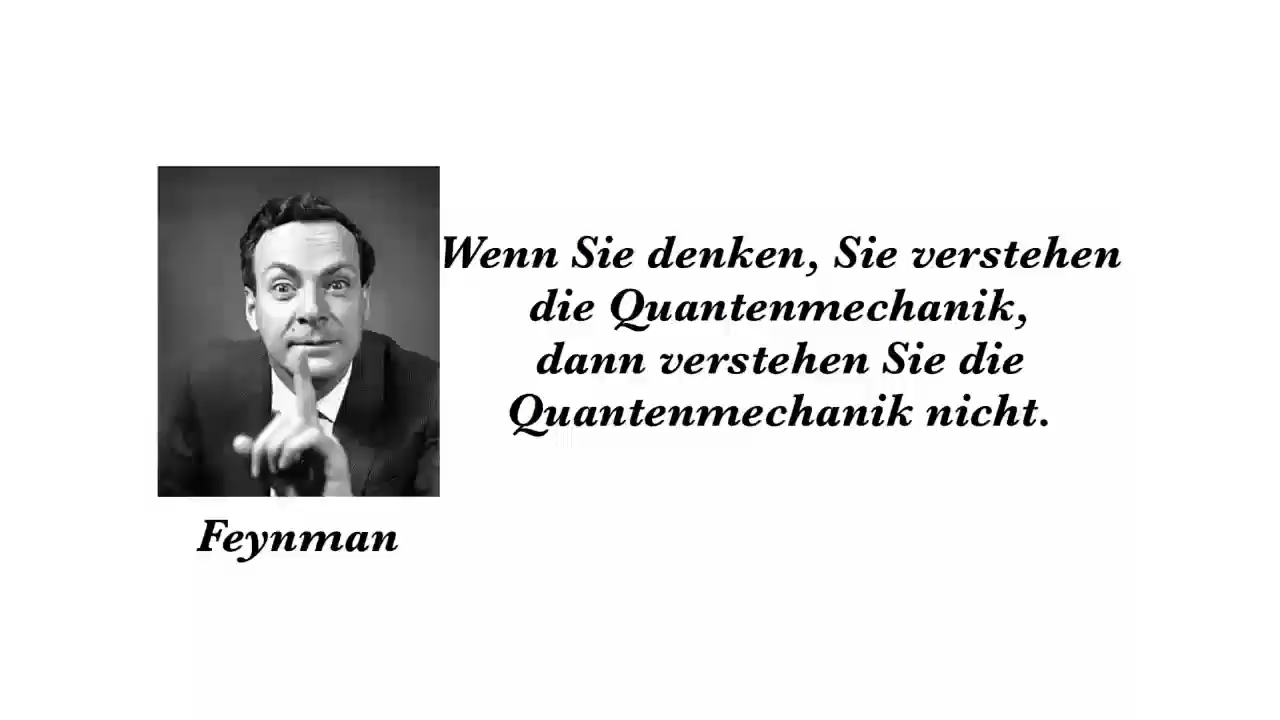 Wenn Sie denken, Sie verstehen
die Quantenmechanik,
dann verstehen Sie die
Quantenmechanik nicht.
Feynman